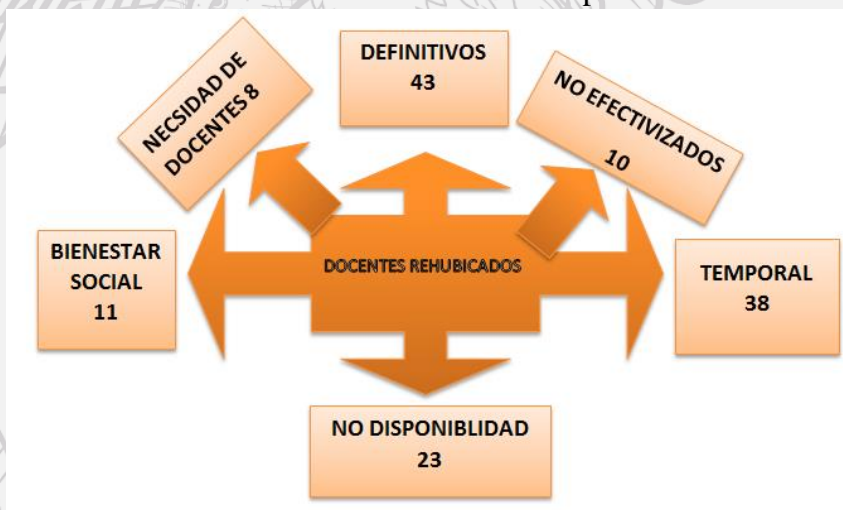 DEFINITIVOS
43
NECSIDAD DE
DOCENTES 8
NO EFECTIVIZADOS
10
BIENESTAR
SOCIAL
11
DOCENTES REHUBICADOS
TEMPORAL
38
NO DISPONIBLIDAD
23